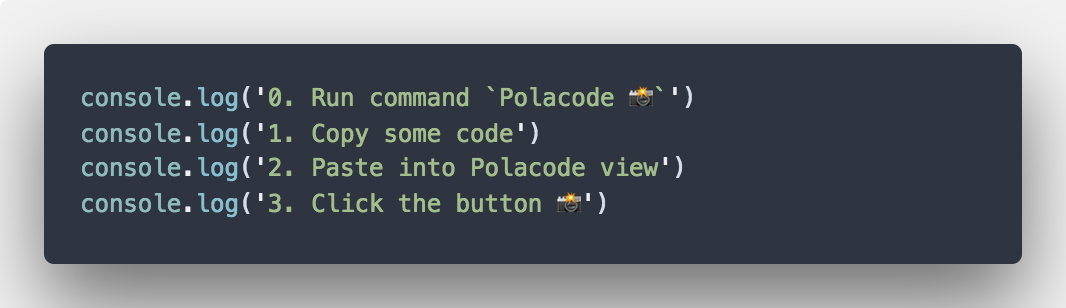 console.log('0. Run command `Polacode 📸`')
console.log('1. Copy some code')
console.log('2. Paste into Polacode view')
console.log('3. Click the button 📸')